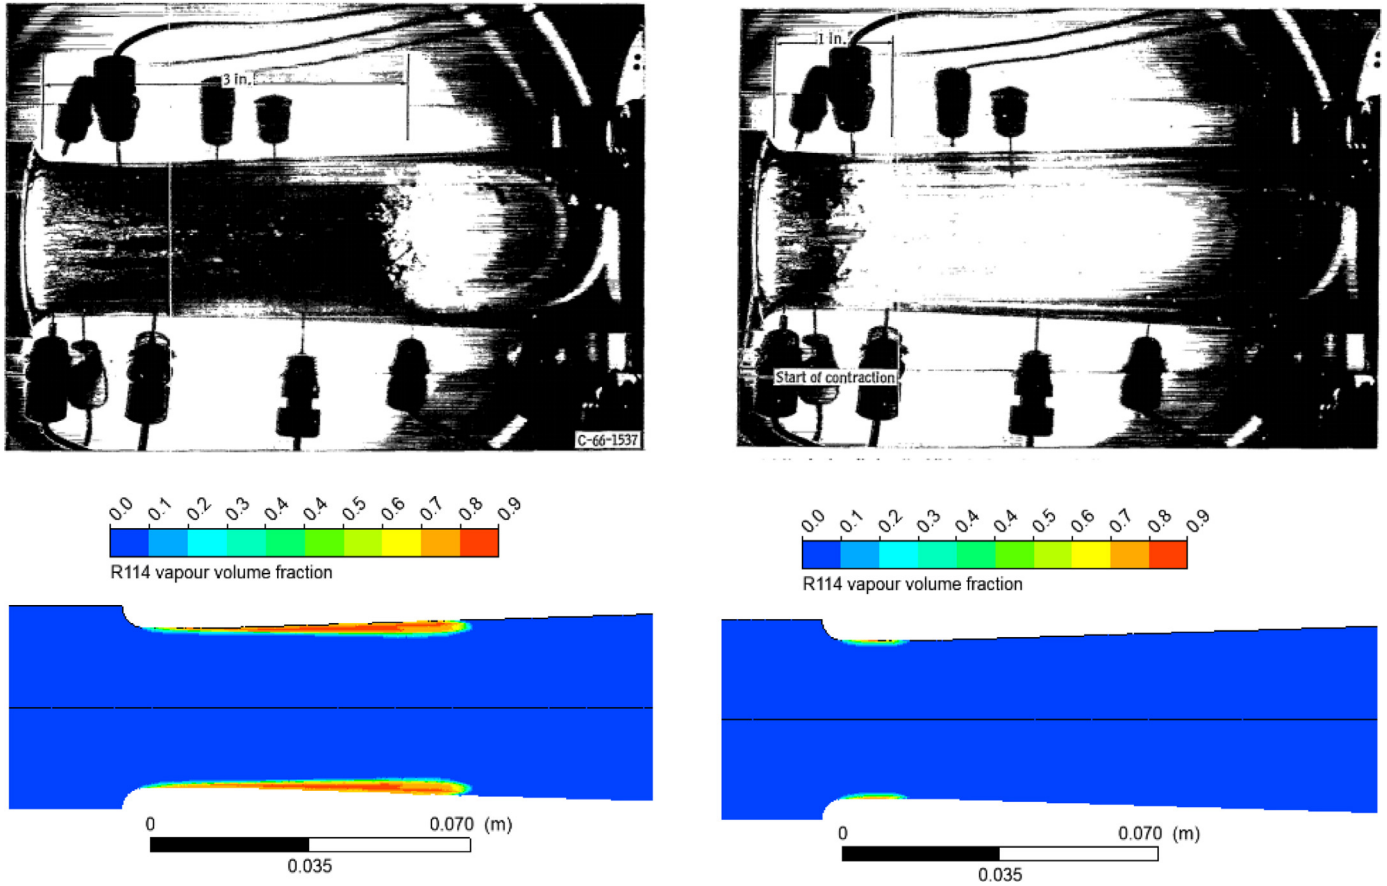 3 in.
C-66-1537
1 in.
Start of contraction
0.0 0.1 0.2 0.3 0.4 0.4 0.5 0.6 0.7 0.8 0.9
R114 vapour volume fraction
0 0.070 (m)
0.035
0.0 0.1 0.2 0.3 0.4 0.4 0.5 0.6 0.7 0.8 0.9
R114 vapour volume fraction
0 0.070 (m)
0.035